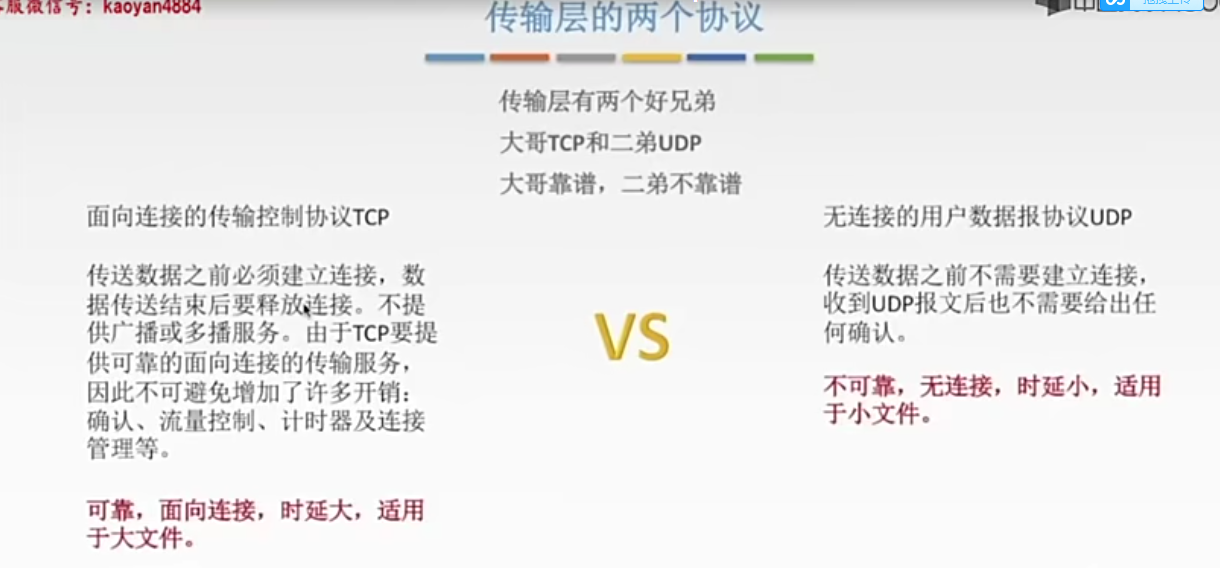 服微信号：kaoyan4884
传输层的两个协议
传输层有两个好兄弟
大哥TCP和二弟UDP
大哥靠谱，二弟不靠谱
面向连接的传输控制协议TCP
传送数据之前必须建立连接，数
据传送结束后要释放连接。不提
供广播或多播服务。由于TCP要提
供可靠的面向连接的传输服务，
因此不可避免增加了许多开销：
确认、流量控制、计时器及连接
管理等。
可靠，面向连接，时延大，适用
于大文件。
VS
无连接的用户数据报协议UDP
传送数据之前不需要建立连接，
收到UDP报文后也不需要给出任
何确认。
不可靠，无连接，时延小，适用
于小文件。